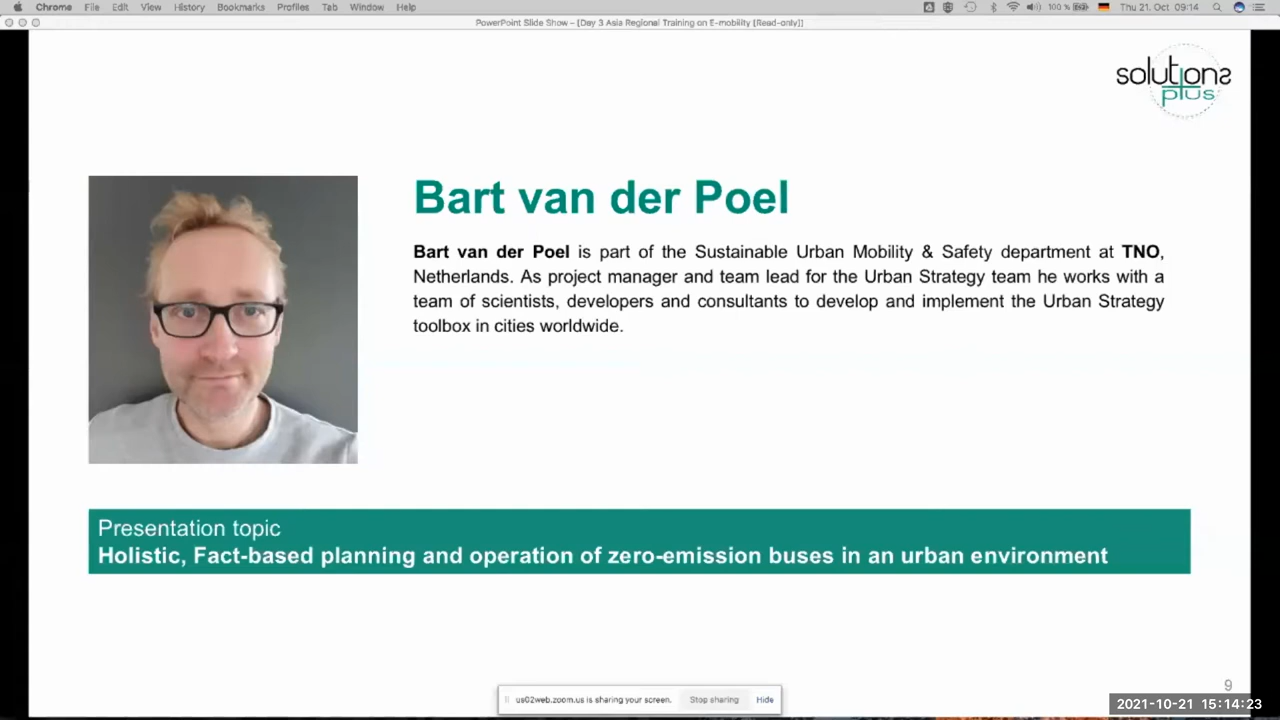 Chrome File Edit View History Bookmarks Profiles Tab Window Help 100 % Thu 21. Oct 09:14
PowerPoint Slide Show – [Day 3 Asia Regional Training on E-mobility [Read-only]]
solutions
plus
Bart van der Poel
Bart van der Poel is part of the Sustainable Urban Mobility & Safety department at TNO,
Netherlands. As project manager and team lead for the Urban Strategy team he works with a
team of scientists, developers and consultants to develop and implement the Urban Strategy
toolbox in cities worldwide.
Presentation topic
Holistic, Fact-based planning and operation of zero-emission buses in an urban environment
9
us02web.zoom.us is sharing your screen. Stop sharing Hide
2021-10-21 15:14:23